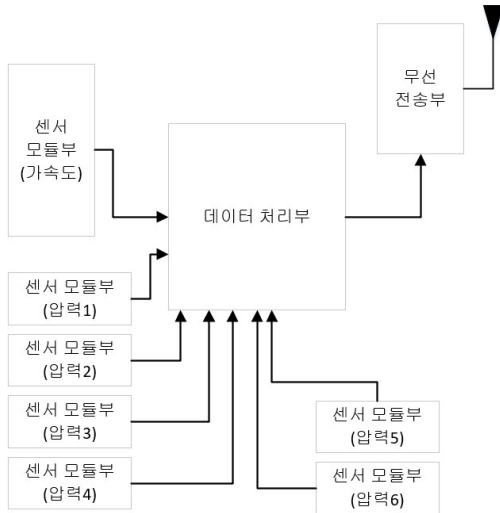 무선
전송부
센서
모듈부
(가속도)
데이터 처리부
센서 모듈부
(압력1)
센서 모듈부
(압력2)
센서 모듈부
(압력3)
센서 모듈부
(압력4)
센서 모듈부
(압력5)
센서 모듈부
(압력6)